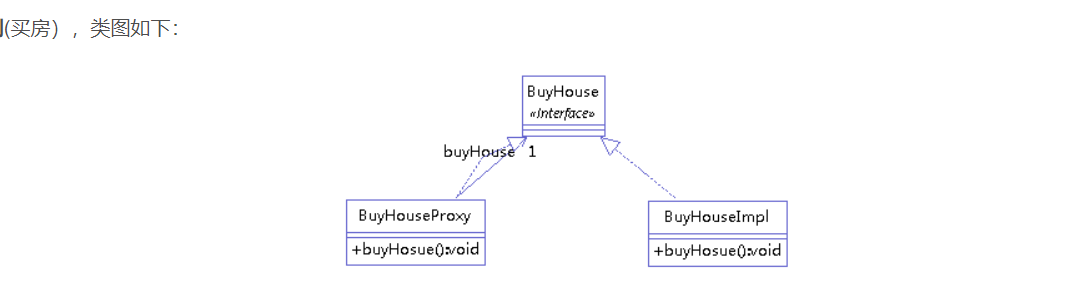 (买房），类图如下：
BuyHouse
«Interface»
buyHouse 1
BuyHouseProxy
+buyHosue():void
BuyHouseImpl
+buyHosue():void